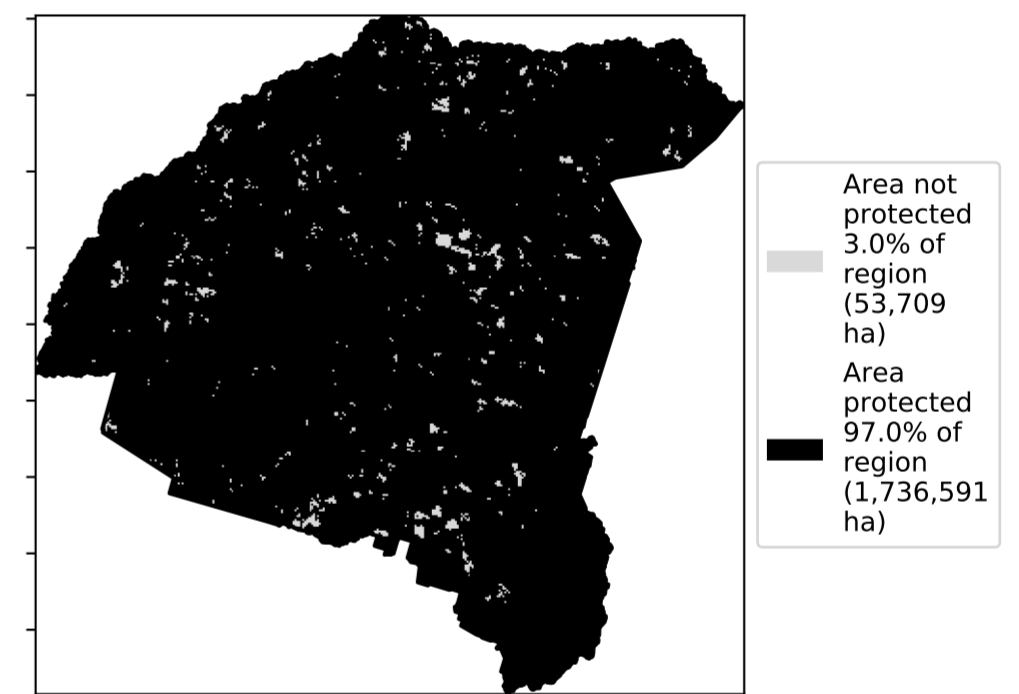 Area not
protected
3.0% of
region
(53,709
ha)
Area
protected
97.0% of
region
(1,736,591
ha)